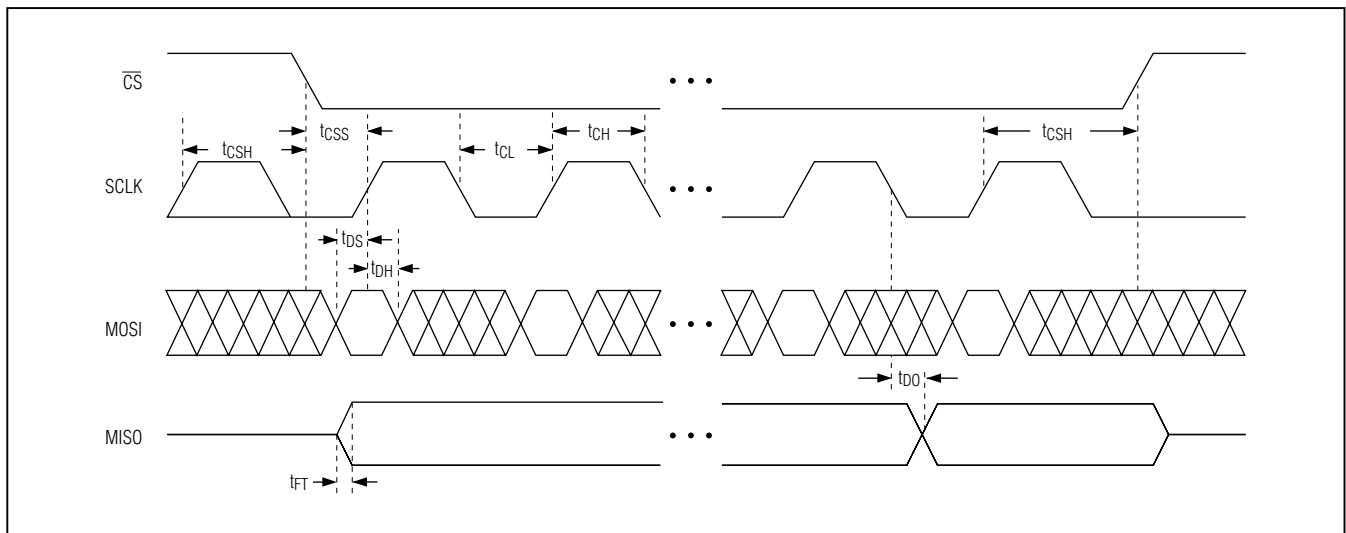 CS
tCSS
tCH
tCSH
tCL
tCSH
SCLK
tDS
tDH
MOSI
tDO
MISO
tFT